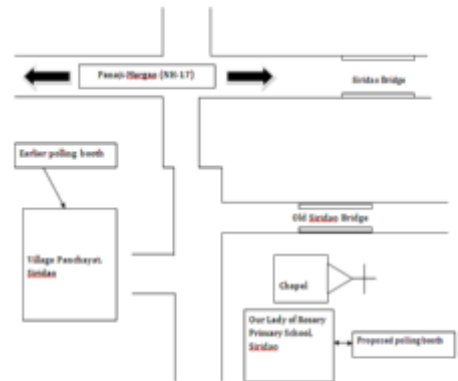 Panaji-Margao (NH-17)
Siridao Bridge
Earlier polling booth
Old Siridao Bridge
Village Panchayat,
Siridao
Chapel
Our Lady of Rosary
Primary School,
Siridao
Proposed polling booth